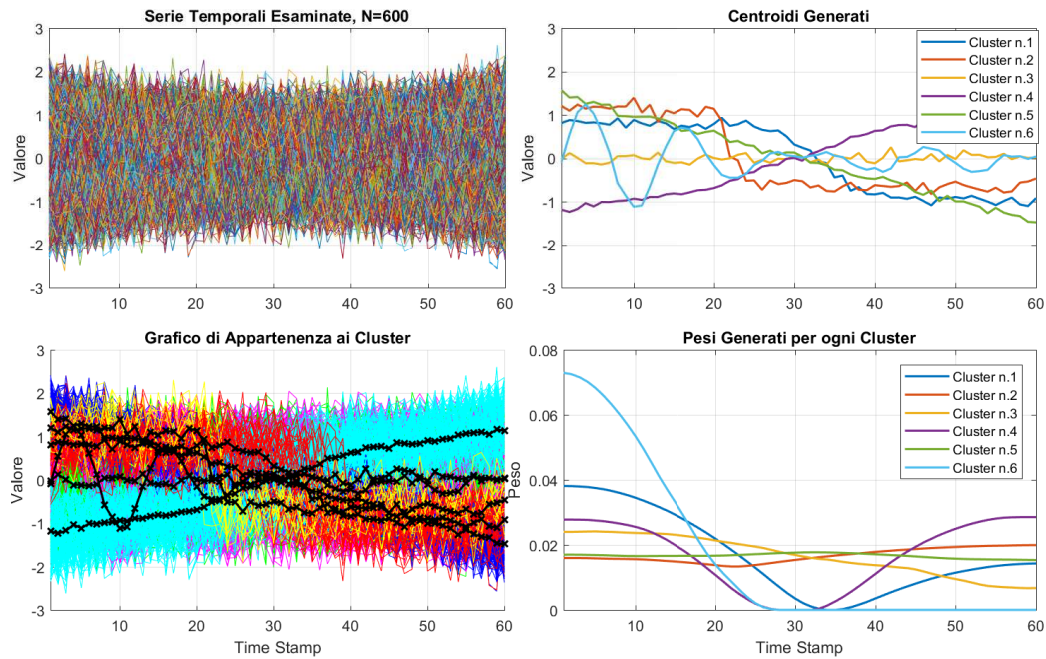 Serie Temporali Esaminate, N=600
3
2
1
0
-1
-2
-3
Valore
10
20
30
40
50
60
Centroidi Generati
3
2
1
0
-1
-2
-3
Valore
10
20
30
40
50
60
Time Stamp
Cluster n.1
Cluster n.2
Cluster n.3
Cluster n.4
Cluster n.5
Cluster n.6
Grafico di Appartenenza ai Cluster
3
2
1
0
-1
-2
-3
Valore
10
20
30
40
50
60
Time Stamp
Pesi Generati per ogni Cluster
0.08
0.06
0.04
0.02
0
Peso
10
20
30
40
50
60
Time Stamp
Cluster n.1
Cluster n.2
Cluster n.3
Cluster n.4
Cluster n.5
Cluster n.6